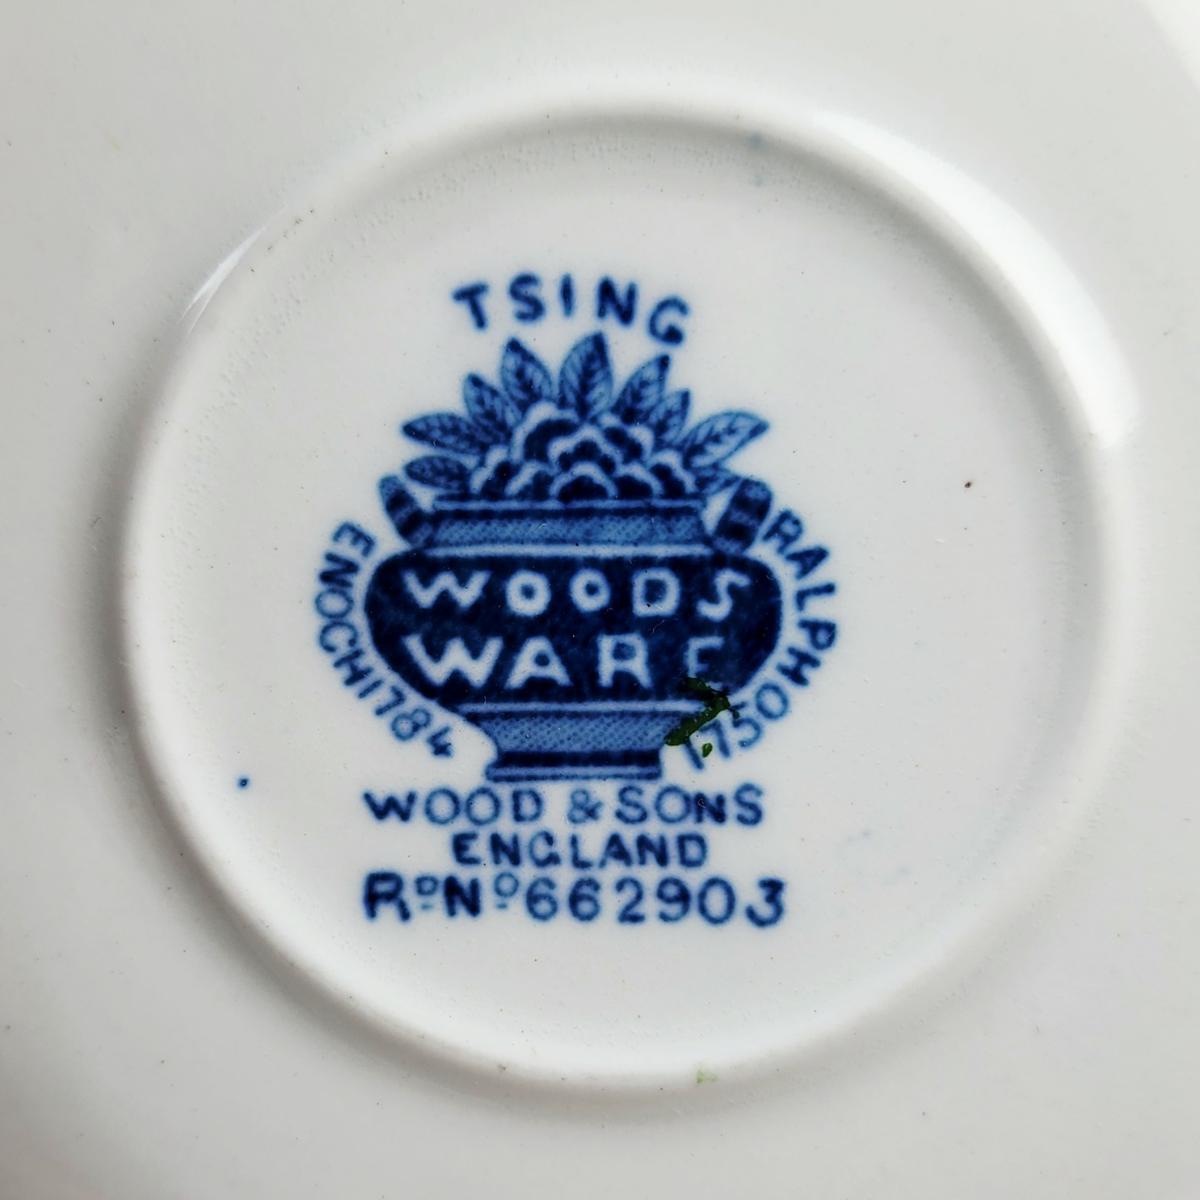 TSING
ENOCH 1784
RALPH 1750
WOODS
WARE
WOOD & SONS
ENGLAND
RD NO 662903